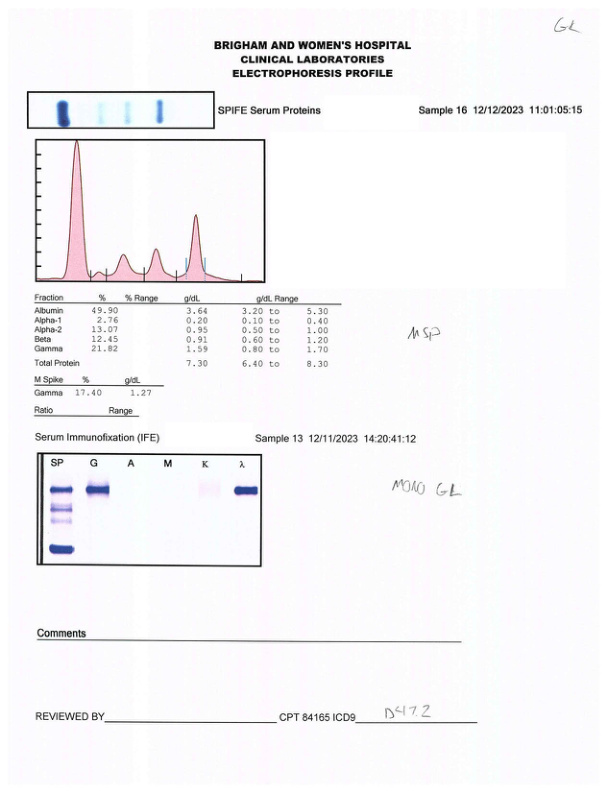 GL
BRIGHAM AND WOMEN'S HOSPITAL
CLINICAL LABORATORIES
ELECTROPHORESIS PROFILE
SPIFE Serum Proteins Sample 16 12/12/2023 11:01:05:15
Fraction % % Range g/dL g/dL Range
Albumin 49.90 3.64 3.20 to 5.30
Alpha-1 2.76 0.20 0.10 to 0.40
Alpha-2 13.07 0.95 0.50 to 1.00
Beta 12.45 0.91 0.60 to 1.20
Gamma 21.82 1.59 0.80 to 1.70
MSP
Total Protein 7.30 6.40 to 8.30
M Spike % g/dL
Gamma 17.40 1.27
Ratio Range
Serum Immunofixation (IFE) Sample 13 12/11/2023 14:20:41:12
SP G A M K λ
MONO GL
Comments
REVIEWED BY CPT 84165 ICD9 D47.2